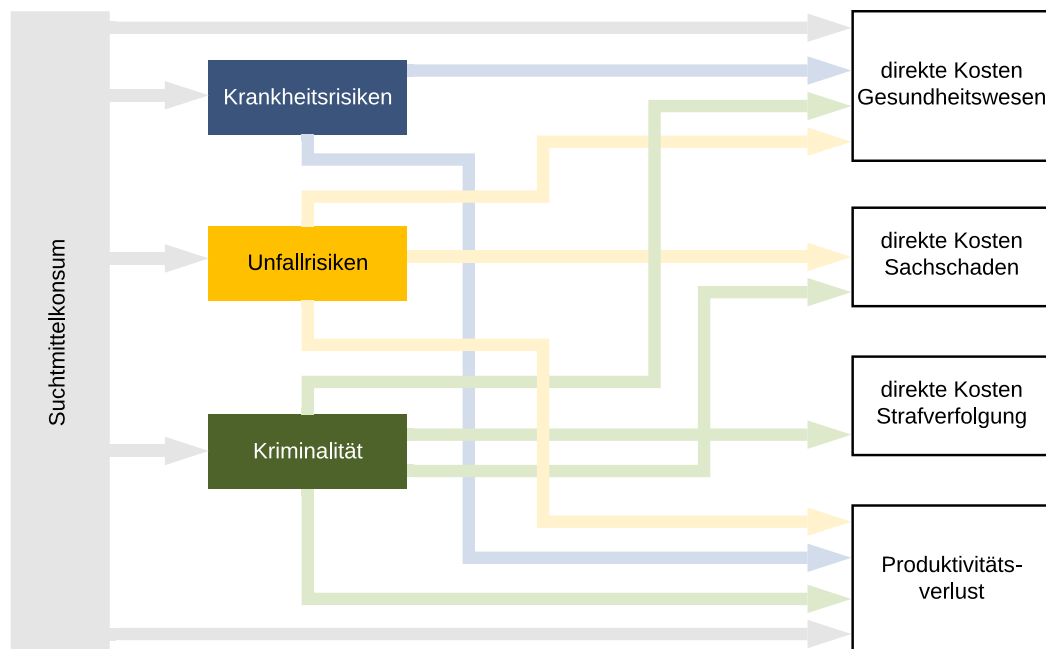 Suchtmittelkonsum
Krankheitsrisiken
Unfallrisiken
Kriminalität
direkte Kosten
Gesundheitswesen
direkte Kosten
Sachschaden
direkte Kosten
Strafverfolgung
Produktivitäts-
verlust